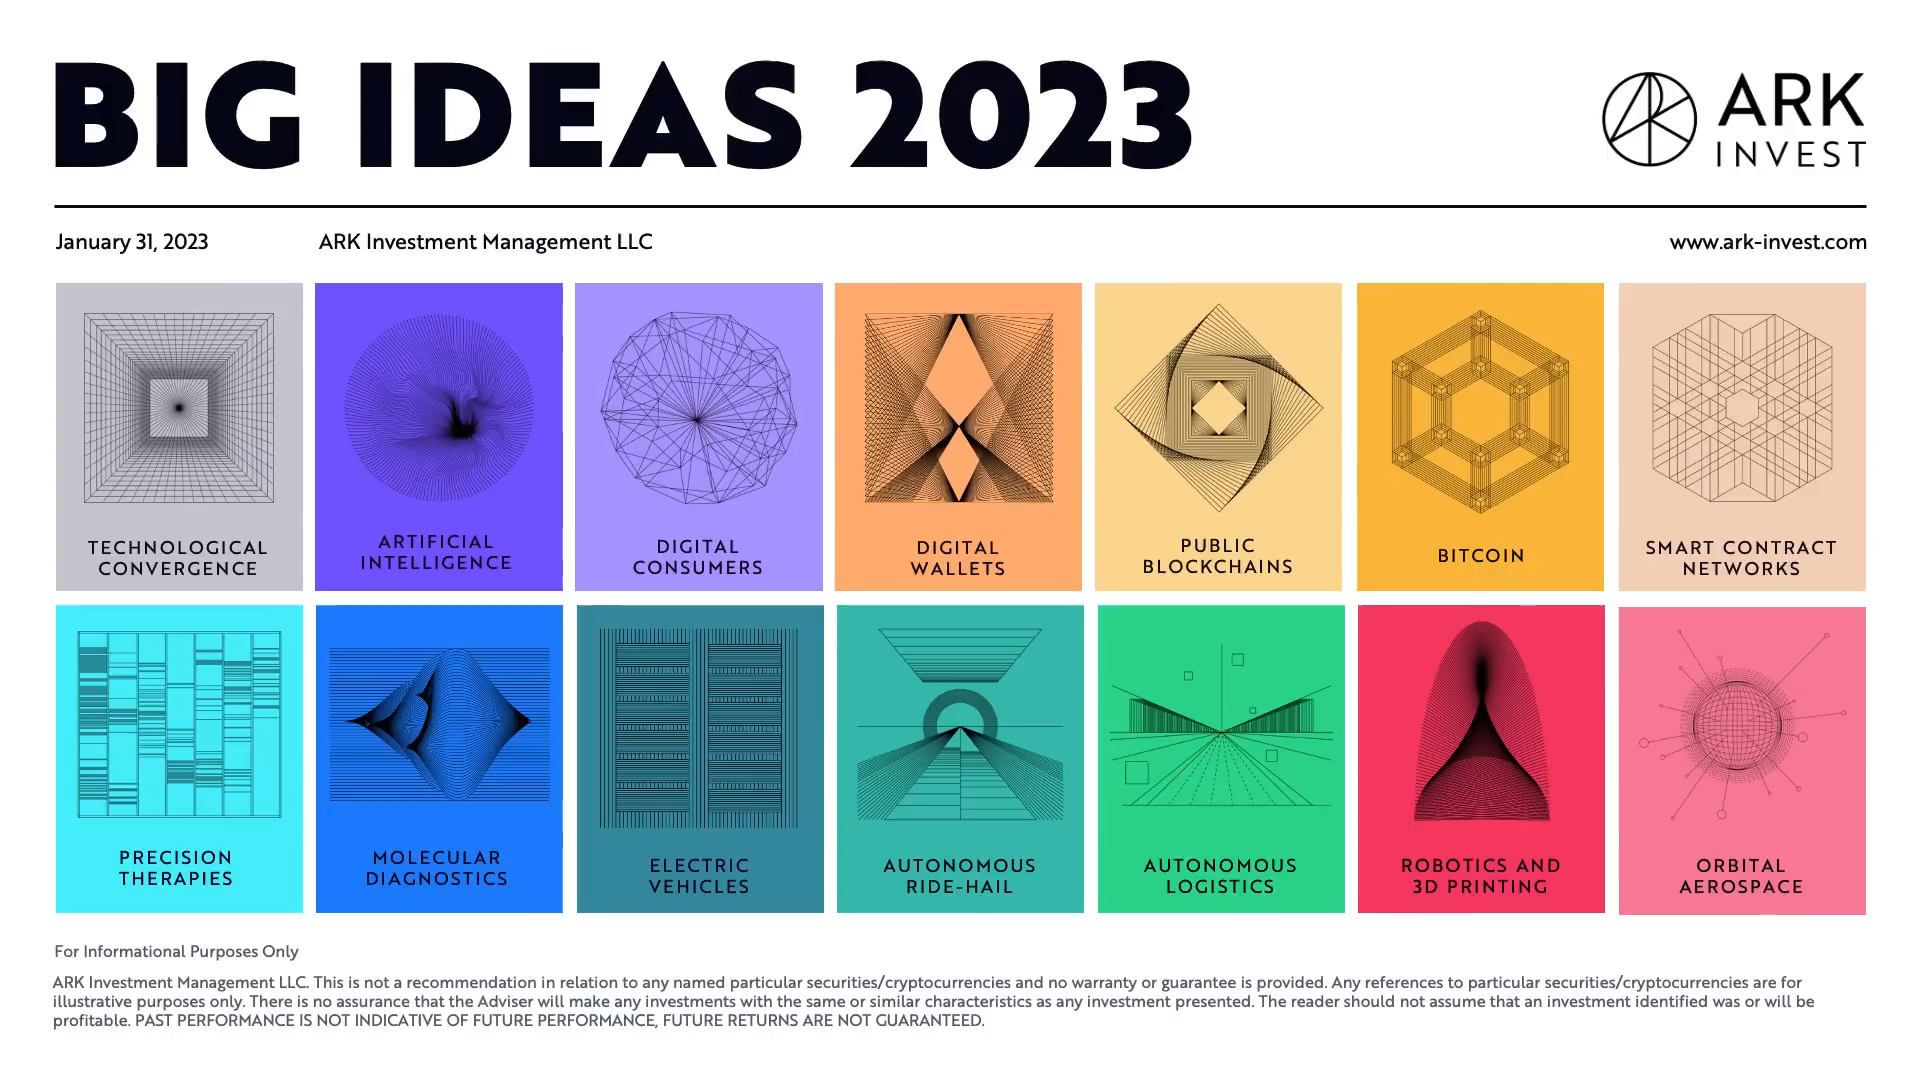 BIG IDEAS 2023
ARK
INVEST
January 31, 2023
ARK Investment Management LLC
www.ark-invest.com
TECHNOLOGICAL
CONVERGENCE
ARTIFICIAL
INTELLIGENCE
DIGITAL
CONSUMERS
DIGITAL
WALLETS
PUBLIC
BLOCKCHAINS
BITCOIN
SMART CONTRACT
NETWORKS
PRECISION
THERAPIES
MOLECULAR
DIAGNOSTICS
ELECTRIC
VEHICLES
AUTONOMOUS
RIDE-HAIL
AUTONOMOUS
LOGISTICS
ROBOTICS AND
3D PRINTING
ORBITAL
AEROSPACE
For Informational Purposes Only
ARK Investment Management LLC. This is not a recommendation in relation to any named particular securities/cryptocurrencies and no warranty or guarantee is provided. Any references to particular securities/cryptocurrencies are for
illustrative purposes only. There is no assurance that the Adviser will make any investments with the same or similar characteristics as any investment presented. The reader should not assume that an investment identified was or will be
profitable. PAST PERFORMANCE IS NOT INDICATIVE OF FUTURE PERFORMANCE, FUTURE RETURNS ARE NOT GUARANTEED.